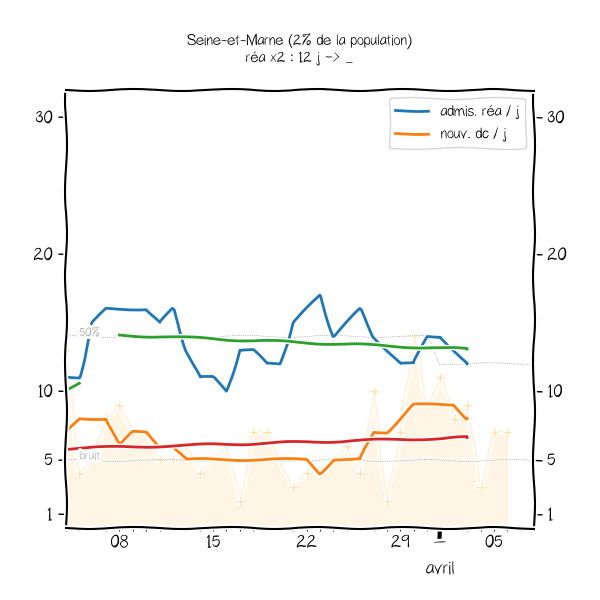 Seine-et-Marne (2% de la population)
réa x2 : 12 j -> _
30
30
admis. réa / j
nouv. dc / j
20
20
50%
10
10
bruit
5
5
1
1
08
15
22
29
1
05
avril